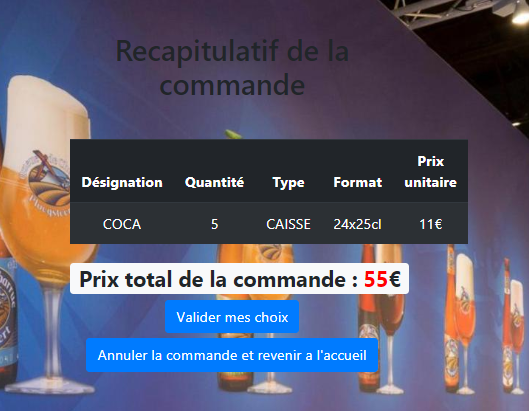 Recapitulatif de la
commande
Désignation Quantité Type Format Prix unitaire
COCA 5 CAISSE 24x25cl 11€
Prix total de la commande : 55€
Valider mes choix
Annuler la commande et revenir a l'accueil